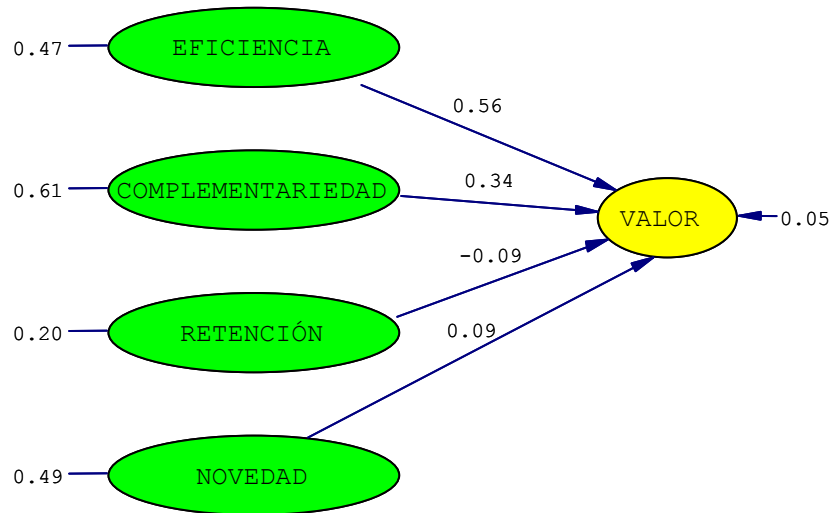 0.47
EFICIENCIA
0.56
0.61
COMPLEMENTARIEDAD
0.34
VALOR
0.05
-0.09
0.20
RETENCIÓN
0.09
0.49
NOVEDAD